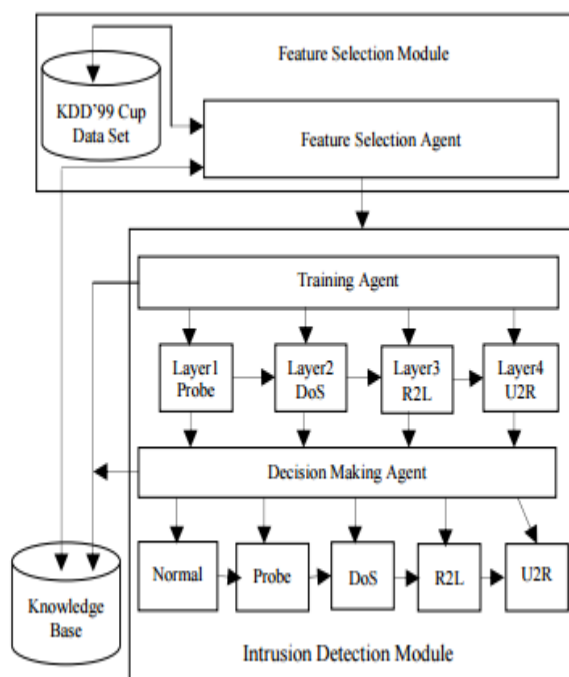 Feature Selection Module
KDD'99 Cup
Data Set
Feature Selection Agent
Training Agent
Layer1
Probe
Layer2
DoS
Layer3
R2L
Layer4
U2R
Decision Making Agent
Normal
Probe
DoS
R2L
U2R
Knowledge
Base
Intrusion Detection Module